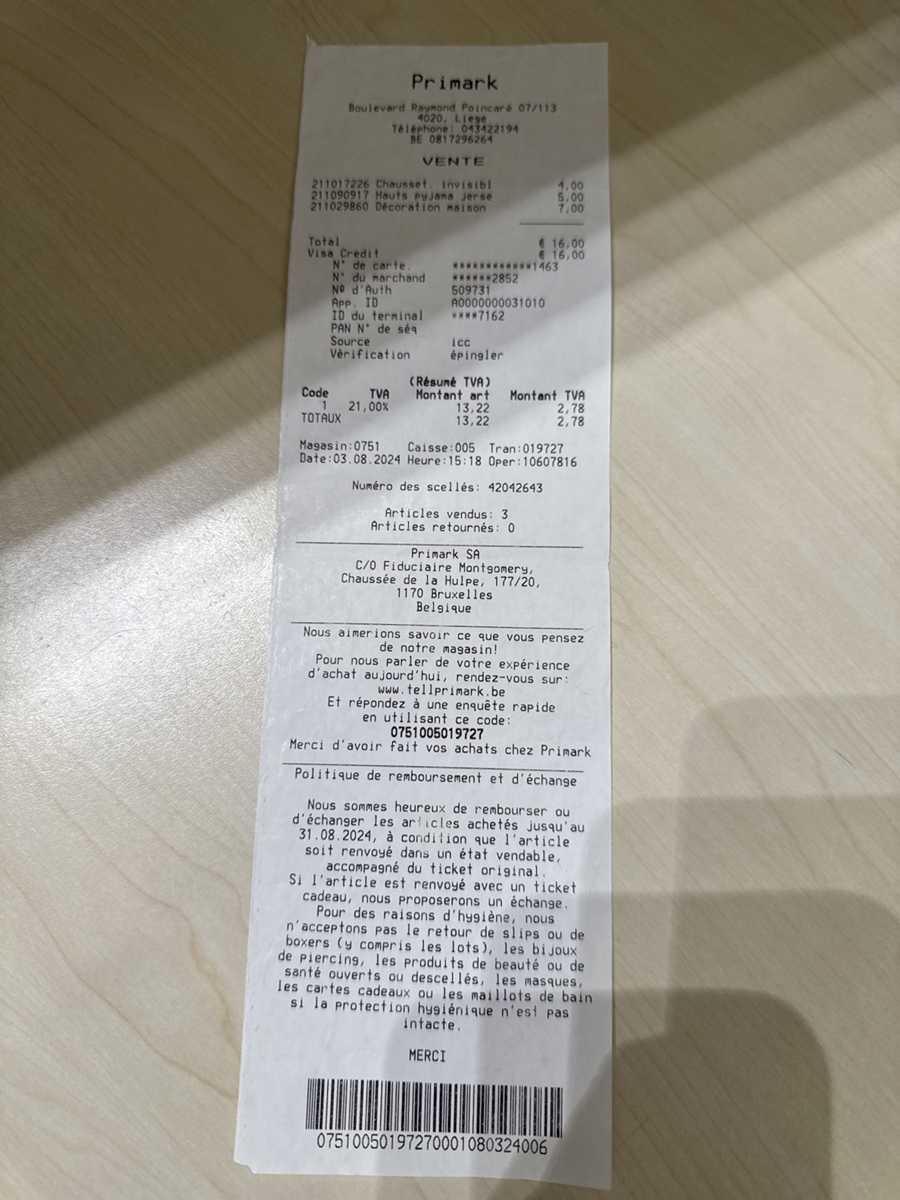 Primark
Boulevard Raymond Poincaré 07/113
4020, Liege
Téléphone: 043422194
BE 0817296264
VENTE
211017226 Chausset. invisibl 4,00
211090917 Hauts pyjama jerse 5,00
211029860 Décoration maison 7,00
Total € 16,00
Visa Credit € 16,00
N° de carte. ************1463
N° du marchand ******2852
Nº d'Auth 509731
App. ID A0000000031010
ID du terminal ****7162
PAN N° de séq
Source icc
Vérification épingler
(Résumé TVA)
Code TVA Montant art Montant TVA
1 21,00% 13,22 2,78
TOTAUX 13,22 2,78
Magasin:0751 Caisse:005 Tran:019727
Date:03.08.2024 Heure:15:18 Oper:10607816
Numéro des scellés: 42042643
Articles vendus: 3
Articles retournés: 0
Primark SA
C/O Fiduciaire Montgomery,
Chaussée de la Hulpe, 177/20,
1170 Bruxelles
Belgique
Nous aimerions savoir ce que vous pensez
de notre magasin!
Pour nous parler de votre expérience
d'achat aujourd'hui, rendez-vous sur:
www.tellprimark.be
Et répondez à une enquête rapide
en utilisant ce code:
0751005019727
Merci d'avoir fait vos achats chez Primark
Politique de remboursement et d'échange
Nous sommes heureux de rembourser ou
d'échanger les articles achetés jusqu'au
31.08.2024, à condition que l'article
soit renvoyé dans un état vendable,
accompagné du ticket original.
Si l'article est renvoyé avec un ticket
cadeau, nous proposerons un échange.
Pour des raisons d'hygiène, nous
n'acceptons pas le retour de slips ou de
boxers (y compris les lots), les bijoux
de piercing, les produits de beauté ou de
santé ouverts ou descellés, les masques,
les cartes cadeaux ou les maillots de bain
si la protection hygiénique n'est pas
intacte.
MERCI
07510050197270001080324006